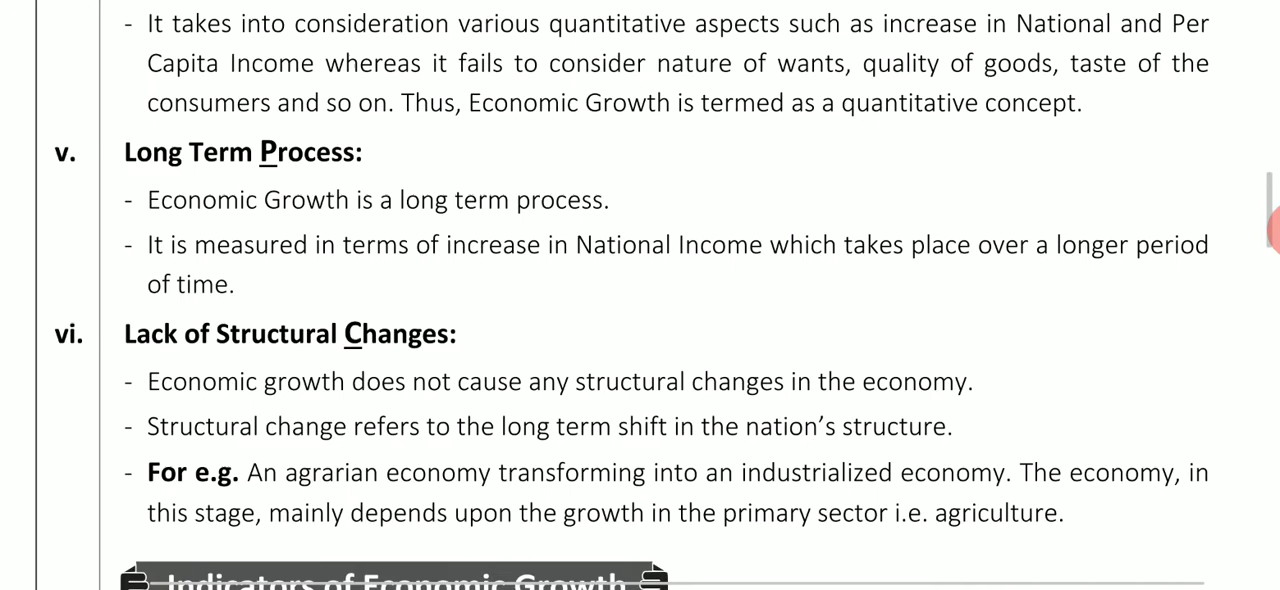 - It takes into consideration various quantitative aspects such as increase in National and Per
Capita Income whereas it fails to consider nature of wants, quality of goods, taste of the
consumers and so on. Thus, Economic Growth is termed as a quantitative concept.
v. Long Term Process:
- Economic Growth is a long term process.
- It is measured in terms of increase in National Income which takes place over a longer period
of time.
vi. Lack of Structural Changes:
- Economic growth does not cause any structural changes in the economy.
- Structural change refers to the long term shift in the nation’s structure.
- For e.g. An agrarian economy transforming into an industrialized economy. The economy, in
this stage, mainly depends upon the growth in the primary sector i.e. agriculture.
Indicators of Economic Growth